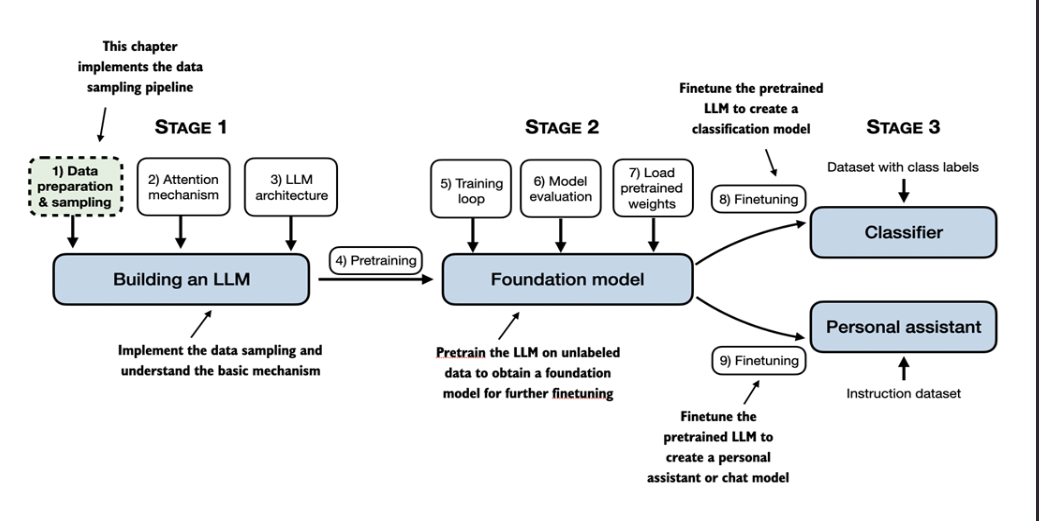 This chapter
implements the data
sampling pipeline
STAGE 1
1) Data
preparation
& sampling
2) Attention
mechanism
3) LLM
architecture
Building an LLM
Implement the data sampling and
understand the basic mechanism
4) Pretraining
STAGE 2
5) Training
loop
6) Model
evaluation
7) Load
pretrained
weights
Foundation model
Pretrain the LLM on unlabeled
data to obtain a foundation
model for further finetuning
Finetune the pretrained
LLM to create a
classification model
STAGE 3
8) Finetuning
Dataset with class labels
Classifier
Personal assistant
9) Finetuning
Instruction dataset
Finetune the
pretrained LLM to
create a personal
assistant or chat model